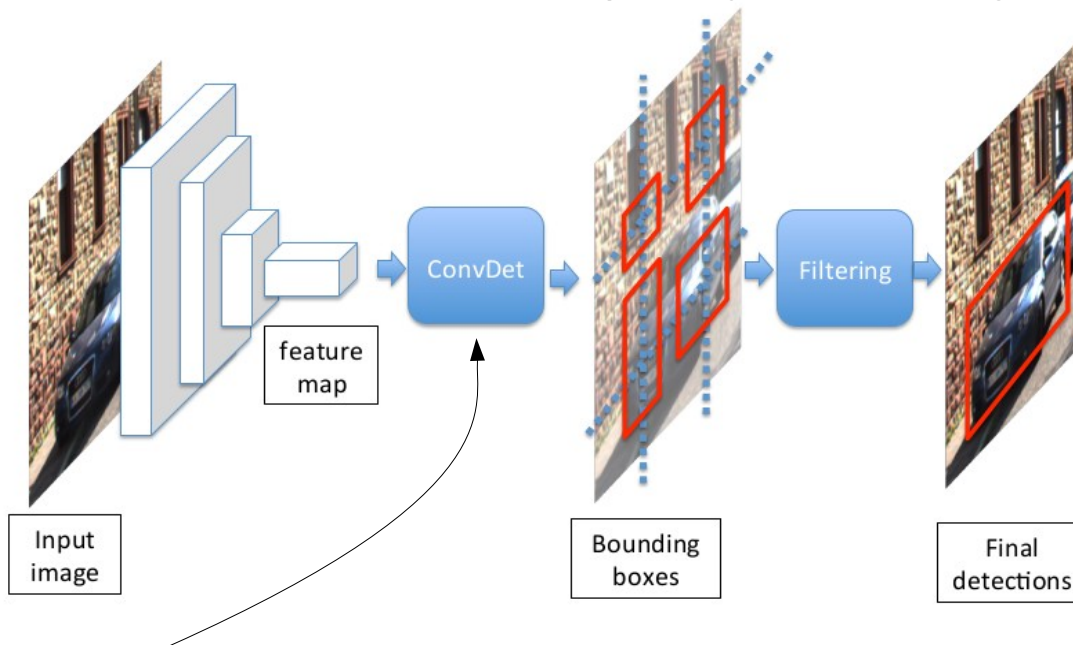 ConvDet
Filtering
feature
map
Input
image
Bounding
boxes
Final
detections